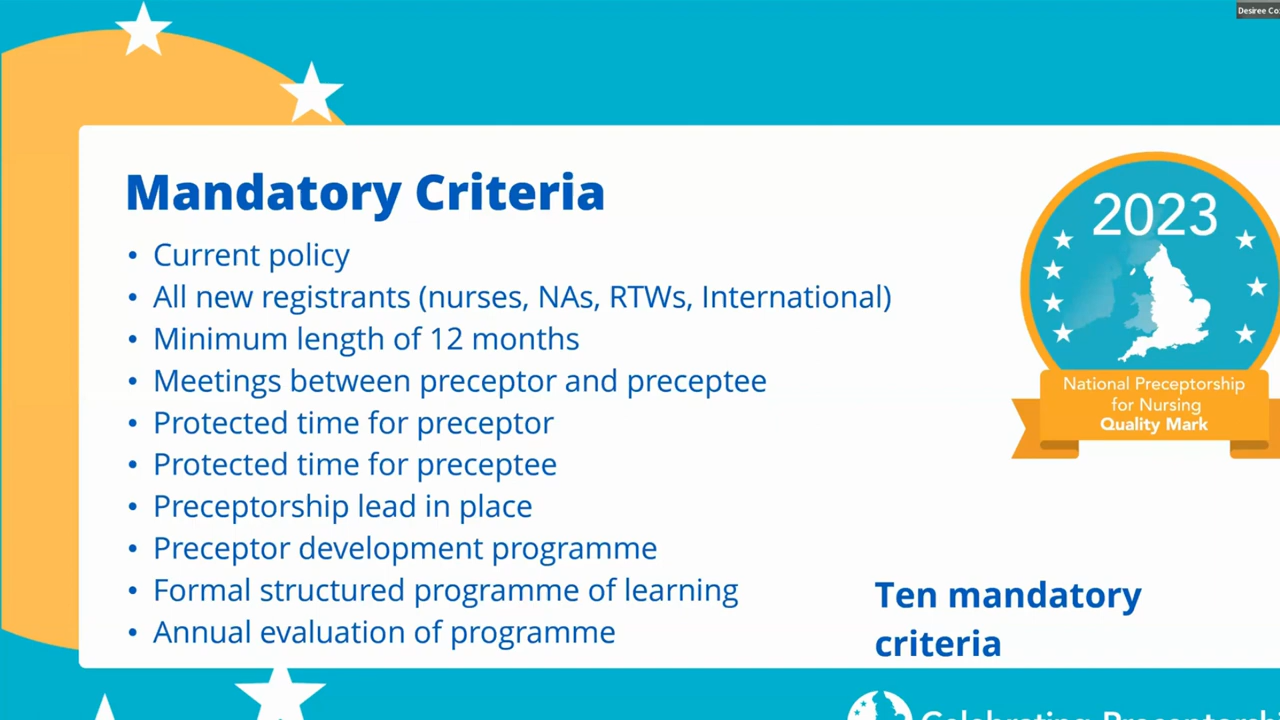 Desiree
Mandatory Criteria
• Current policy
• All new registrants (nurses, NAs, RTWs, International)
• Minimum length of 12 months
• Meetings between preceptor and preceptee
• Protected time for preceptor
• Protected time for preceptee
• Preceptorship lead in place
• Preceptor development programme
• Formal structured programme of learning
• Annual evaluation of programme
2023
National Preceptorship
for Nursing
Quality Mark
Ten mandatory
criteria
Celebrating